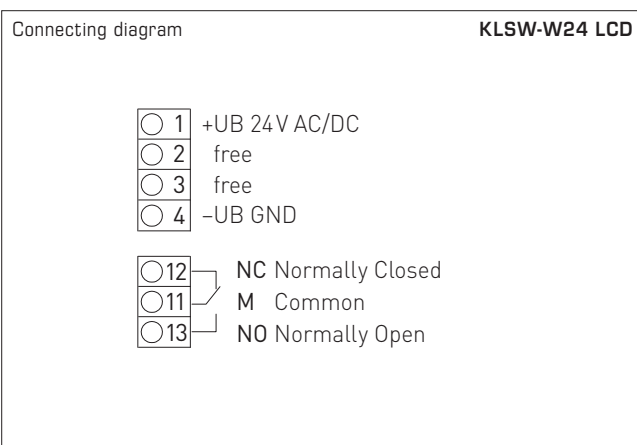 Connecting diagram KLSW-W24 LCD
1 +UB 24V AC/DC
2 free
3 free
4 –UB GND
12 NC Normally Closed
11 M Common
13 NO Normally Open